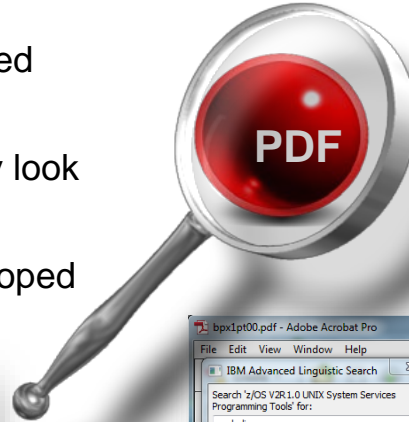 ed
PDF
y look
oped
bpx1pt00.pdf - Adobe Acrobat Pro
File Edit View Window Help
IBM Advanced Linguistic Search
Search 'z/OS V2R1.0 UNIX System Services
Programming Tools' for: